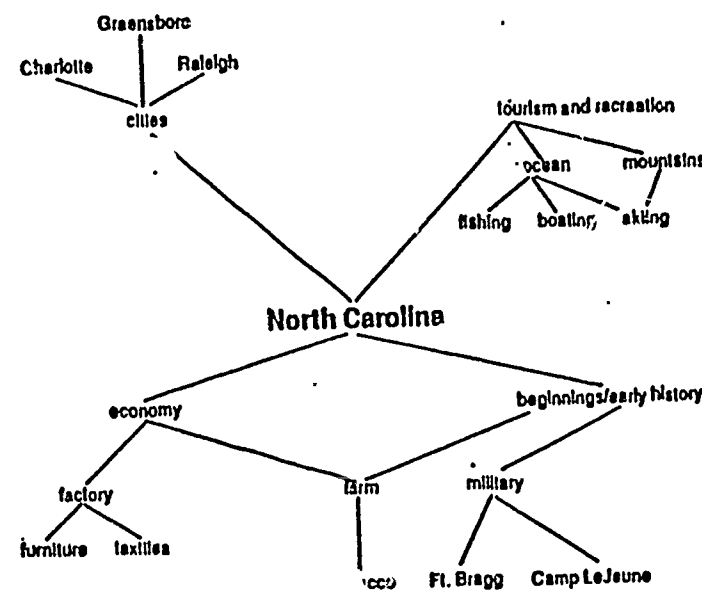 Greensboro
Charlotte
Raleigh
cities
tourism and recreation
ocean
mountains
fishing
boating
skiing
North Carolina
economy
beginnings/early history
factory
farm
military
furniture
textiles
Ft. Bragg
Camp LeJeune